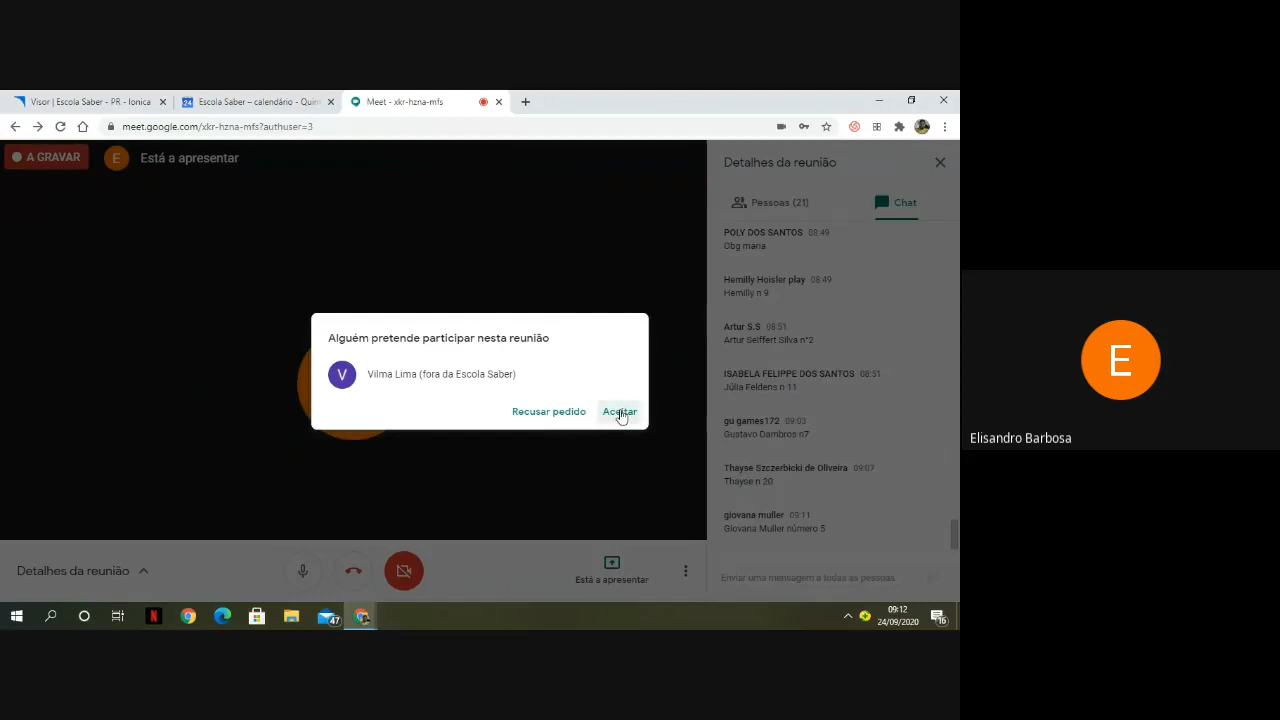 Visor | Escola Saber - PR - Ionica
Escola Saber – calendário - Quin
Meet - xkr-hzna-mfs
meet.google.com/xkr-hzna-mfs?authuser=3
A GRAVAR
E
Está a apresentar
Detalhes da reunião
Pessoas (21)
Chat
POLY DOS SANTOS 08:49
Obg maria
Hemilly Hoisler play 08:49
Hemilly n 9
Artur S.S 08:51
Artur Seiffert Silva n°2
ISABELA FELIPPE DOS SANTOS 08:51
Júlia Feldens n 11
gu games172 09:03
Gustavo Dambros n7
Thayse Szczerbicki de Oliveira 09:07
Thayse n 20
giovana muller 09:11
Giovana Muller número 5
Enviar uma mensagem a todas as pessoas
Alguém pretende participar nesta reunião
V
Vilma Lima (fora da Escola Saber)
Recusar pedido
Aceitar
Detalhes da reunião
Está a apresentar
24
N
47
09:12
24/09/2020
16
E
Elisandro Barbosa